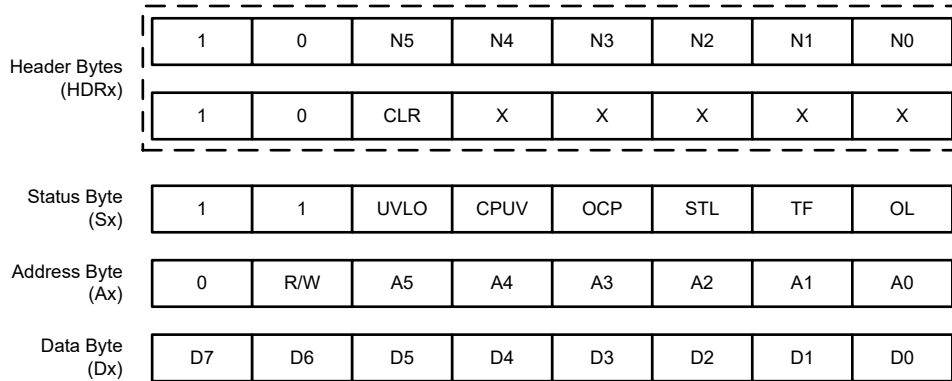 1 0 N5 N4 N3 N2 N1 N0
Header Bytes
(HDRx)
1 0 CLR X X X X X
Status Byte
(Sx)
1 1 UVLO CPUV OCP STL TF OL
Address Byte
(Ax)
0 R/W A5 A4 A3 A2 A1 A0
Data Byte
(Dx)
D7 D6 D5 D4 D3 D2 D1 D0